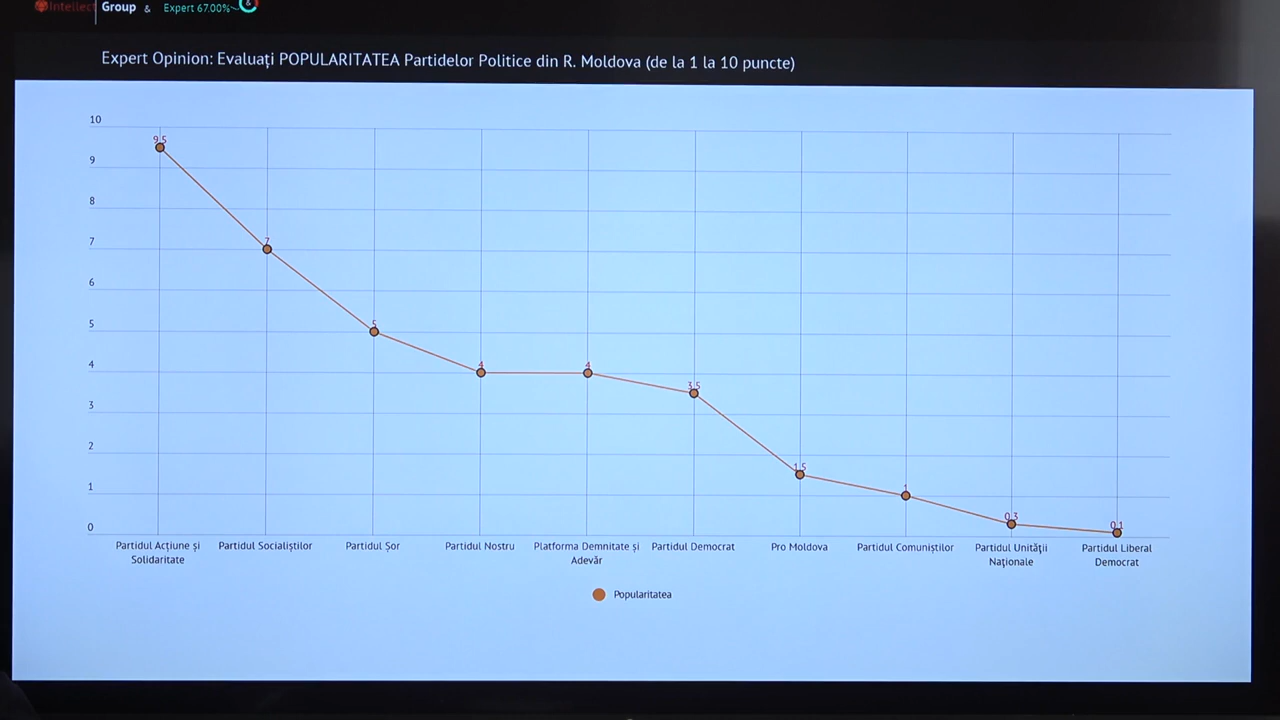 Intellect Group & Expert 67.00%
Expert Opinion: Evaluați POPULARITATEA Partidelor Politice din R. Moldova (de la 1 la 10 puncte)
10
9
8
7
6
5
4
3
2
1
0
9.5
7
5
4
4
3.5
1.5
1
0.3
0.1
Partidul Acțiune și Solidaritate
Partidul Socialiștilor
Partidul Șor
Partidul Nostru
Platforma Demnitate și Adevăr
Partidul Democrat
Pro Moldova
Partidul Comuniștilor
Partidul Unității Naționale
Partidul Liberal Democrat
Popularitatea